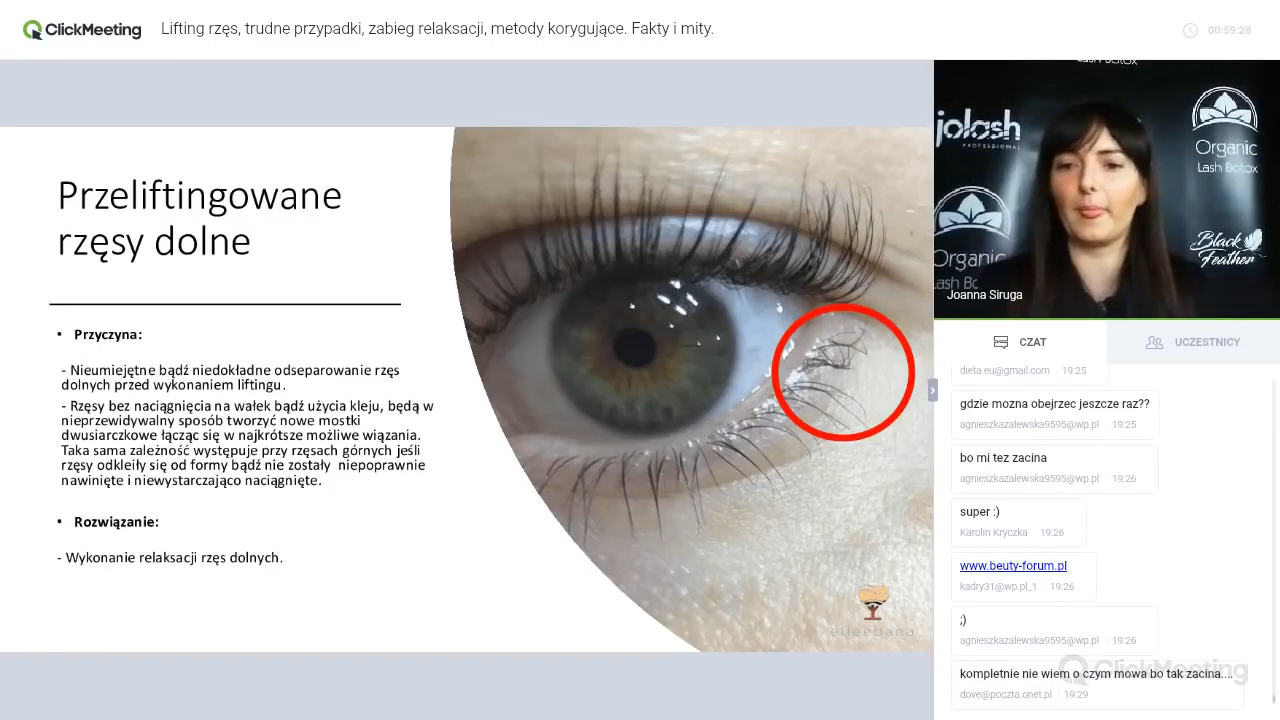 ClickMeeting
Lifting rzęs, trudne przypadki, zabieg relaksacji, metody korygujące. Fakty i mity.
00:59:28
Przeliftingowane
rzęsy dolne
• Przyczyna:
- Nieumiejętne bądź niedokładne odseparowanie rzęs
dolnych przed wykonaniem liftingu.
- Rzęsy bez naciągnięcia na wałek bądź użycia kleju, będą w
nieprzewidywalny sposób tworzyć nowe mostki
dwusiarczkowe łącząc się w najkrótsze możliwe wiązania.
Taka sama zależność występuje przy rzęsach górnych jeśli
rzęsy odkleiły się od formy bądź nie zostały niepoprawnie
nawinięte i niewystarczająco naciągnięte.
• Rozwiązanie:
- Wykonanie relaksacji rzęs dolnych.
eileebana
Lash Botox
jolash
PROFESSIONAL
Organic
Lash Botox
Organic
Lash Bo
Black
Feather
Joanna Siruga
CZAT
UCZESTNICY
dieta.eu@gmail.com 19:25
gdzie mozna obejrzec jeszcze raz??
agnieszkazalewska9595@wp.pl 19:25
bo mi tez zacina
agnieszkazalewska9595@wp.pl 19:26
super :)
Karolin Kryczka 19:26
www.beuty-forum.pl
kadry31@wp.pl_1 19:26
;)
agnieszkazalewska9595@wp.pl 19:26
kompletnie nie wiem o czym mowa bo tak zacina....
dove@poczta.onet.pl 19:29
ClickMeeting